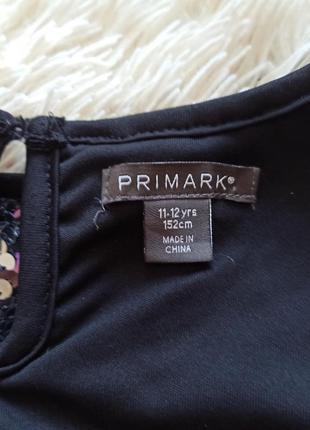 PRIMARK®
11-12 yrs
152cm
MADE IN
CHINA